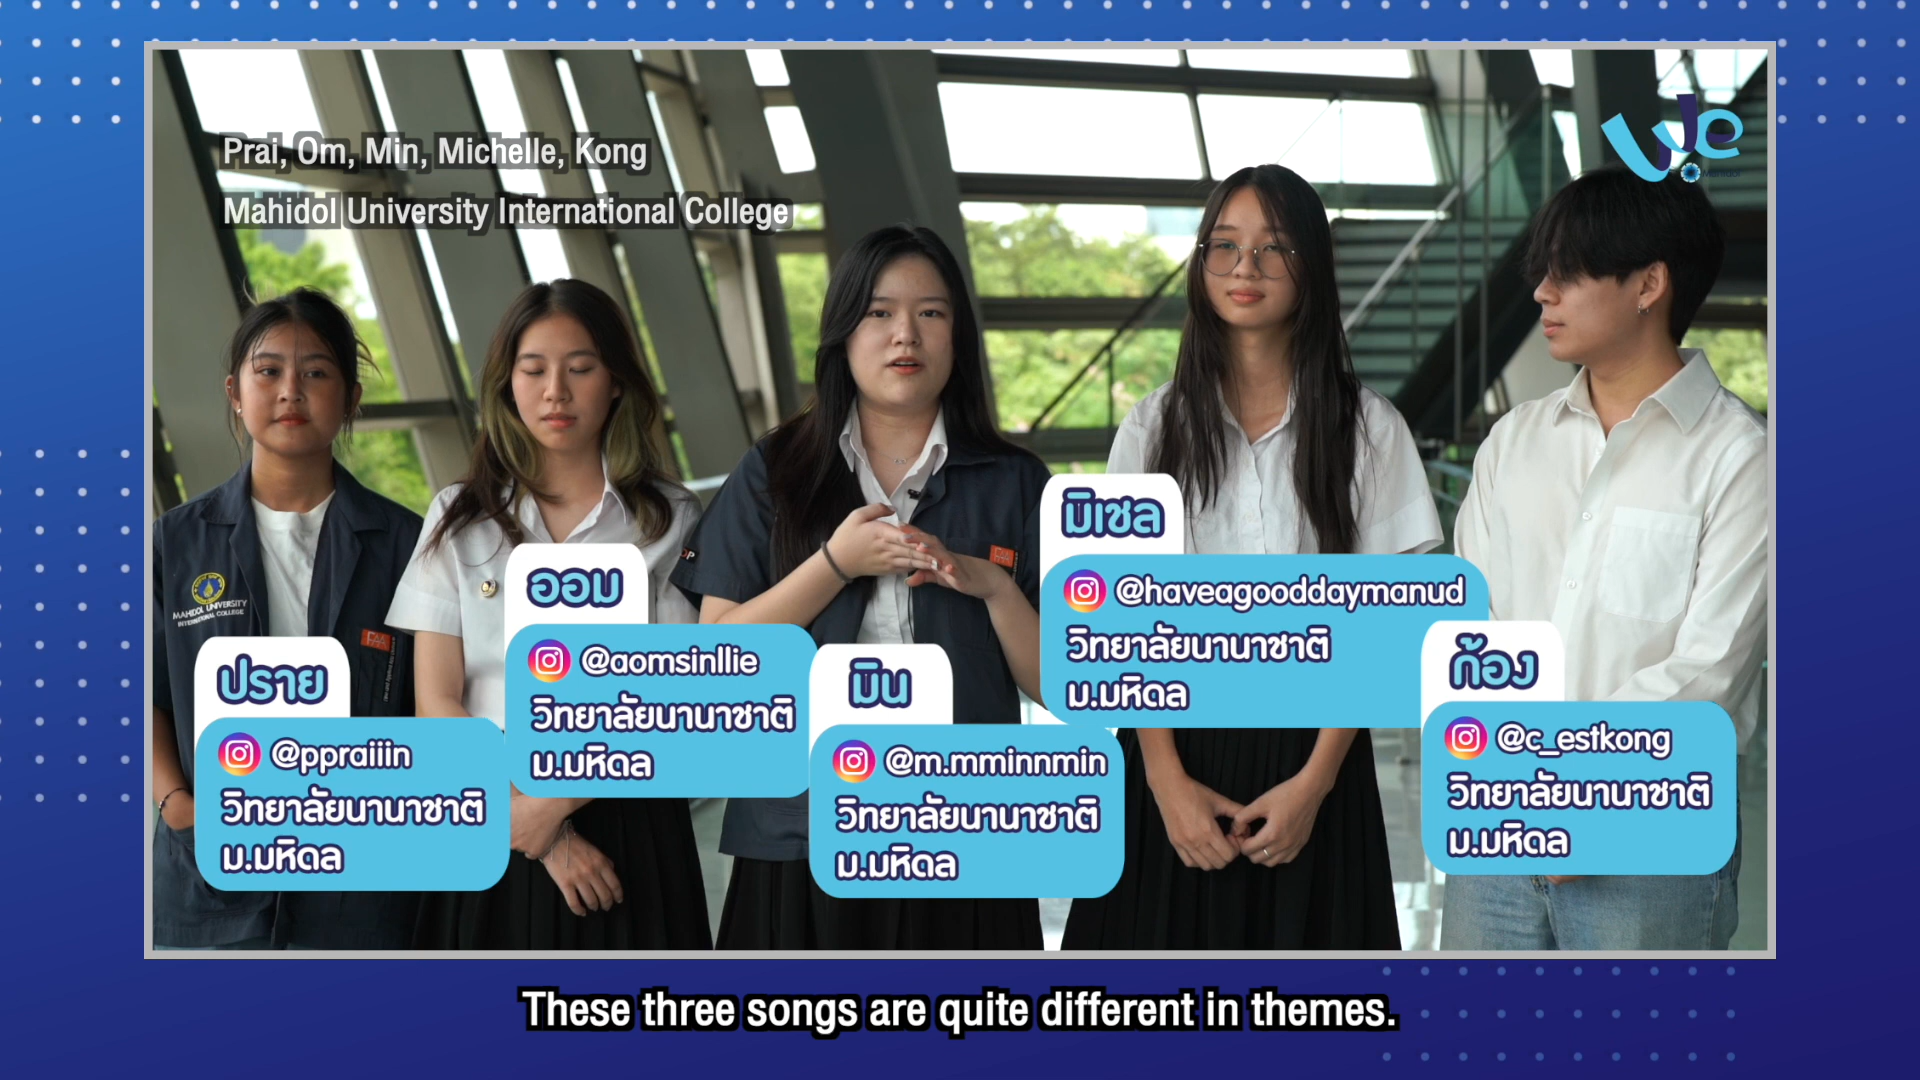 Prai, Om, Min, Michelle, Kong
Mahidol University International College
We
Mahidol
MAHIDOL UNIVERSITY
INTERNATIONAL COLLEGE
ปราย
@ppraiiin
วิทยาลัยนานาชาติ
ม.มหิดล
ออม
@aomsinllie
วิทยาลัยนานาชาติ
ม.มหิดล
มิน
@m.mminnmin
วิทยาลัยนานาชาติ
ม.มหิดล
มิเชล
@haveagooddaymanud
วิทยาลัยนานาชาติ
ม.มหิดล
ก้อง
@c_estkong
วิทยาลัยนานาชาติ
ม.มหิดล
These three songs are quite different in themes.